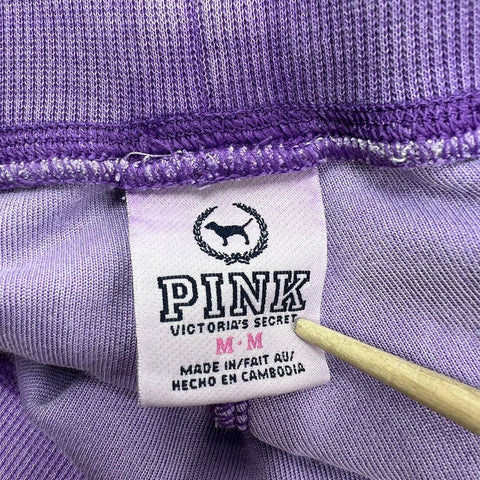 PINK
VICTORIA'S SECRET
M • M
MADE IN/FAIT AU/
HECHO EN CAMBODIA